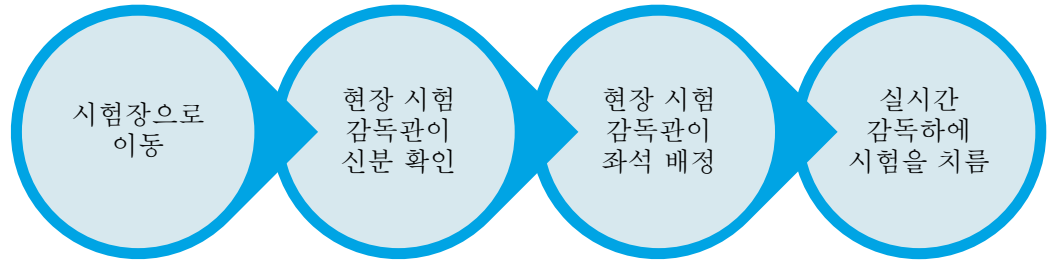 시험장으로
이동
현장 시험
감독관이
신분 확인
현장 시험
감독관이
좌석 배정
실시간
감독하에
시험을 치름